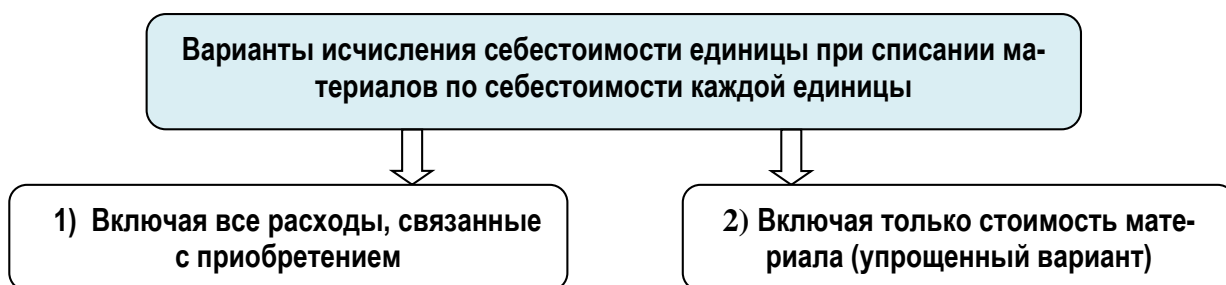 Варианты исчисления себестоимости единицы при списании ма-
териалов по себестоимости каждой единицы
1) Включая все расходы, связанные
с приобретением
2) Включая только стоимость мате-
риала (упрощенный вариант)